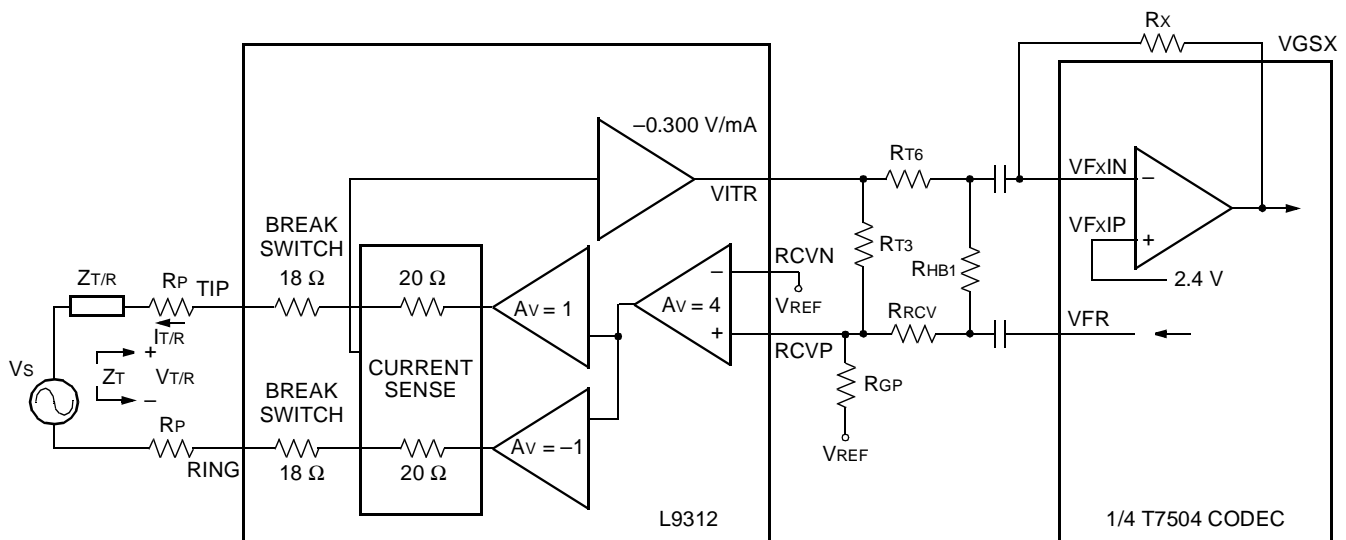 RX
VGSX
–0.300 V/mA
RT6
VFXIN
–
VITR
BREAK
SWITCH
VFXIP
+
RT3
RHB1
2.4 V
18 Ω
20 Ω
ZT/R
RP
TIP
RCVN
–
AV = 1
AV = 4
VREF
RRCV
VFR
IT/R
+
RCVP
VS
ZT
VT/R
–
CURRENT
SENSE
BREAK
SWITCH
RGP
RP
AV = –1
VREF
RING
18 Ω
20 Ω
L9312
1/4 T7504 CODEC